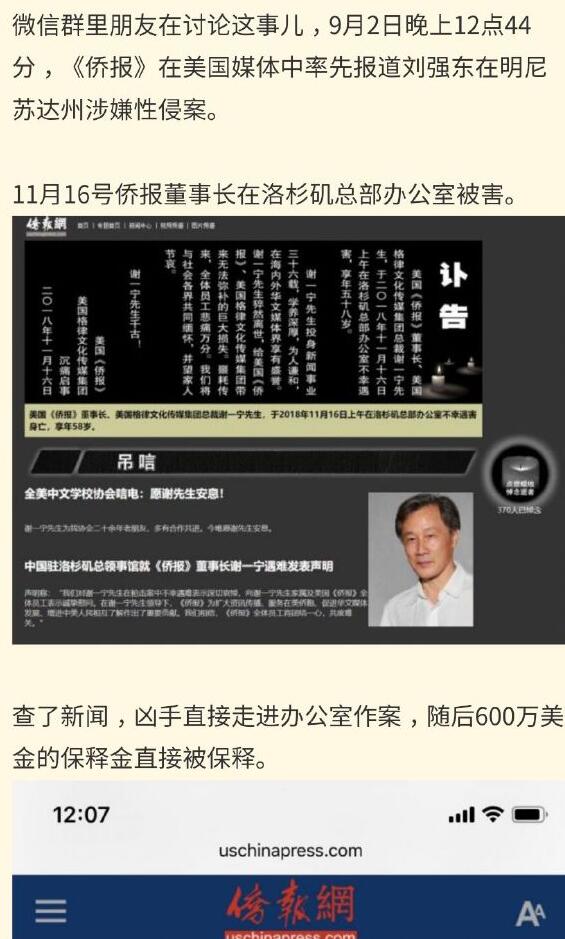 微信群里朋友在讨论这事儿，9月2日晚上12点44
分，《侨报》在美国媒体中率先报道刘强东在明尼
苏达州涉嫌性侵案。
11月16号侨报董事长在洛杉矶总部办公室被害。
僑報網
首页 | 专题首页 | 新闻中心 | 视频频道 | 图片频道
讣告
美国《侨报》董事长、美国
格律文化传媒集团总裁谢一宁先
生，于二〇一八年十一月十六日
上午在洛杉矶总部办公室不幸遇
害，享年五十八岁。
谢一宁先生投身新闻事业
三十六载，学养深厚，为人谦和，
在海内外华文媒体界享有盛誉。
谢一宁先生猝然离世，给美国《侨
报》、美国格律文化传媒集团带
来无法弥补的巨大损失。噩耗传
来，全体员工悲痛万分。我们将
与社会各界共同缅怀，并望家人
节哀。
谢一宁先生千古！
美国《侨报》
美国格律文化传媒集团
沉痛启事
二〇一八年十一月十六日
美国《侨报》董事长、美国格律文化传媒集团总裁谢一宁先生，于2018年11月16日上午在洛杉矶总部办公室不幸遇害
身亡，享年58岁。
吊唁
点燃蜡烛
悼念逝者
370人已悼念
全美中文学校协会唁电：愿谢先生安息！
谢一宁先生为我协会二十余年老朋友，多有合作共进。今唯愿谢先生安息。
中国驻洛杉矶总领事馆就《侨报》董事长谢一宁遇难发表声明
声明称：“我们对谢一宁先生在枪击案中不幸遇难表示深切哀悼，向谢一宁先生家属及美国《侨报》全
体员工表示诚挚慰问。在谢一宁先生领导下，《侨报》为扩大资讯传播、服务在美侨胞、促进华文媒体
发展、增进中美人民相互了解作出了重要贡献。我们相信，《侨报》全体员工将团结一心，共渡难
关。”
查了新闻，凶手直接走进办公室作案，随后600万美
金的保释金直接被保释。
12:07
uschinapress.com
僑報網
uschinapress.com
AA